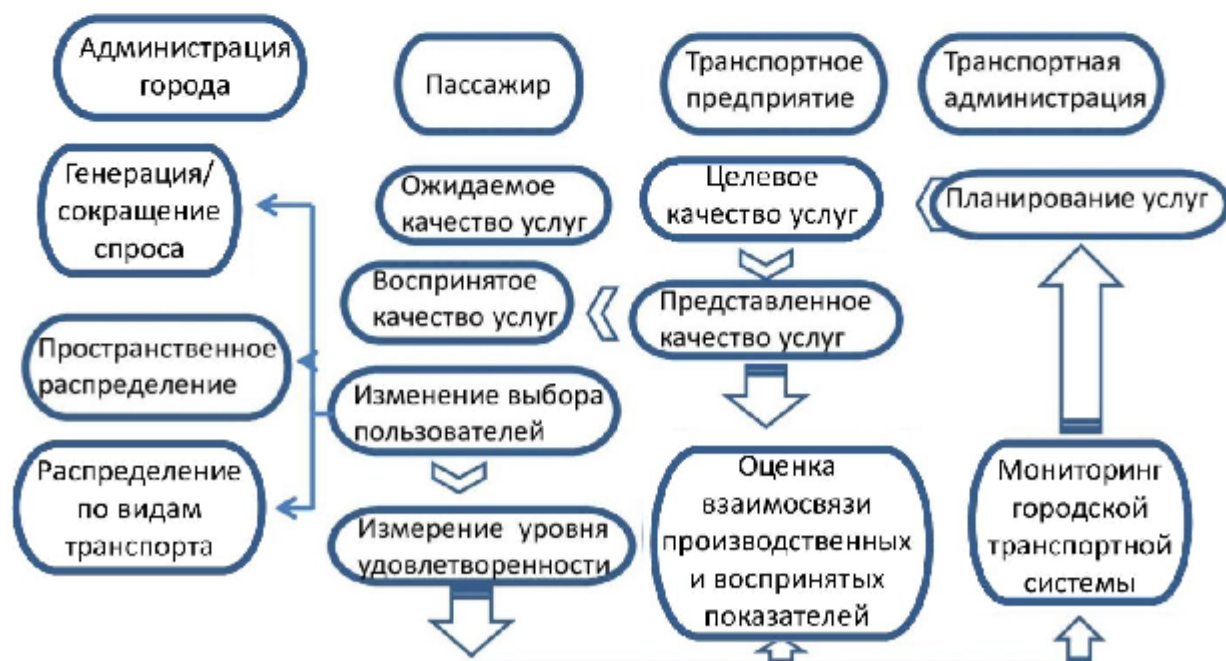 Администрация
города
Пассажир
Транспортное
предприятие
Транспортная
администрация
Генерация/
сокращение
спроса
Ожидаемое
качество услуг
Целевое
качество услуг
Планирование услуг
Воспринятое
качество услуг
Представленное
качество услуг
Пространственное
распределение
Изменение выбора
пользователей
Распределение
по видам
транспорта
Измерение уровня
удовлетворенности
Оценка
взаимосвязи
производственных
и воспринятых
показателей
Мониторинг
городской
транспортной
системы